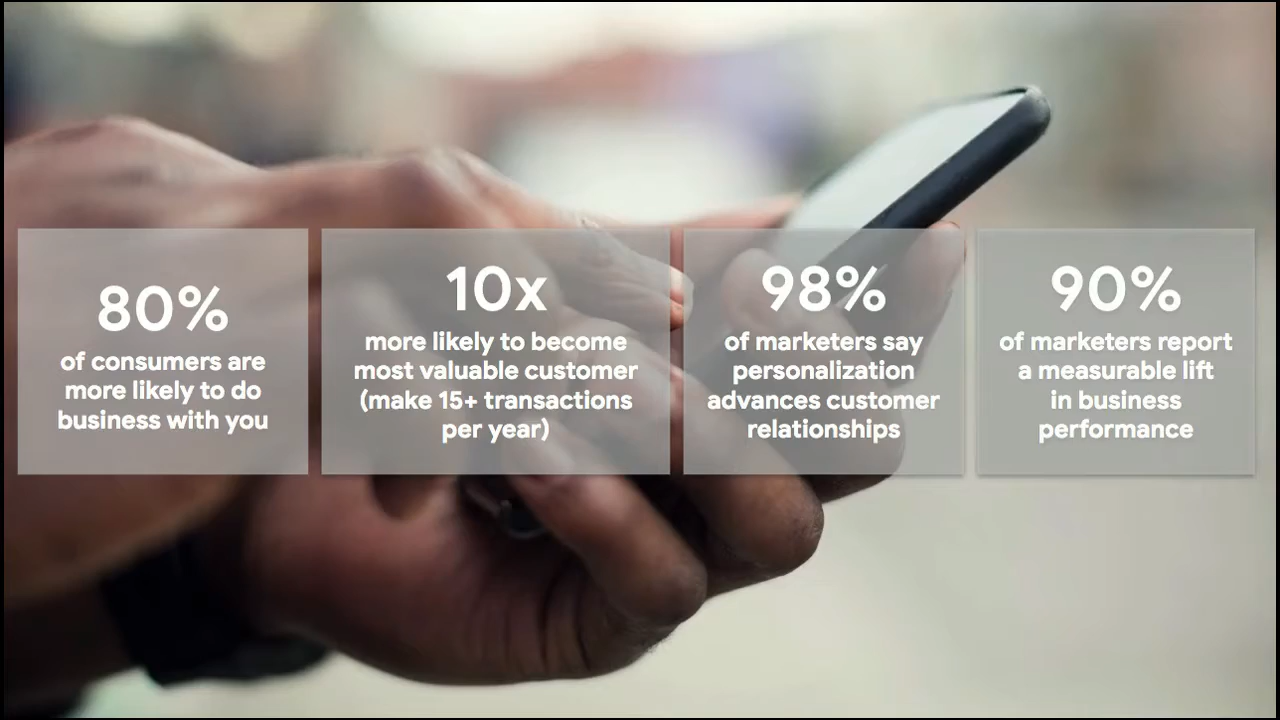 80%
of consumers are
more likely to do
business with you
10x
more likely to become
most valuable customer
(make 15+ transactions
per year)
98%
of marketers say
personalization
advances customer
relationships
90%
of marketers report
a measurable lift
in business
performance